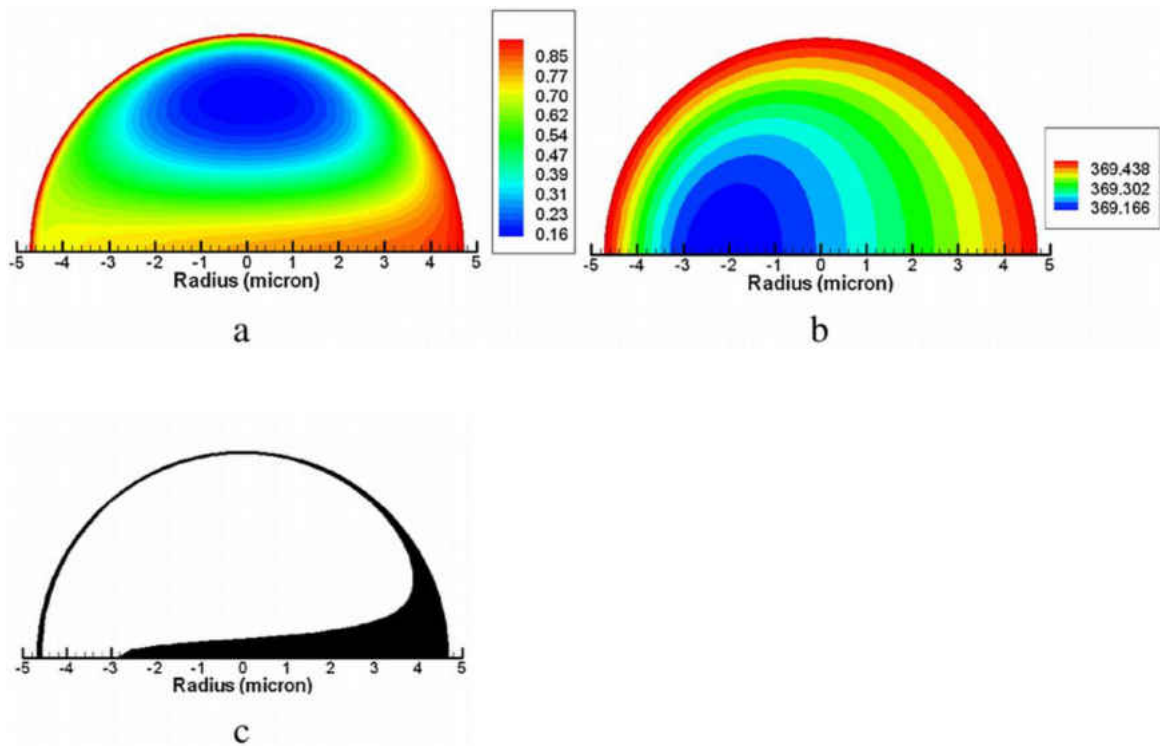 0.85
0.77
0.70
0.62
0.54
0.47
0.39
0.31
0.23
0.16
-5 -4 -3 -2 -1 0 1 2 3 4 5
Radius (micron)
a
369.438
369.302
369.166
-5 -4 -3 -2 -1 0 1 2 3 4 5
Radius (micron)
b
-5 -4 -3 -2 -1 0 1 2 3 4 5
Radius (micron)
c